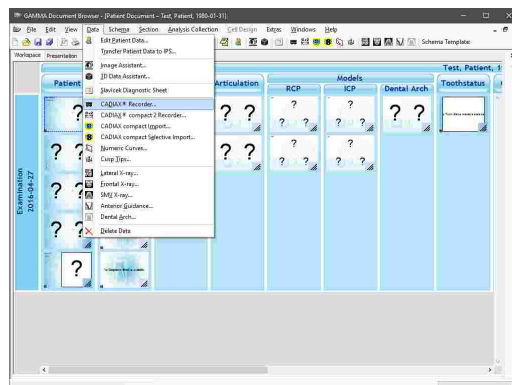 GAMMA Document Browser - [Patient Document - Test, Patient, 1980-01-31]
File Edit View Data Schema Section Analysis Collection Cell Design Extras Windows Help
Schema Template:
Workspace Presentation
Edit Patient Data...
Transfer Patient Data to IPS...
Image Assistant...
3D Data Assistant...
Slavicek Diagnostic Sheet
CADIAX® Recorder...
CADIAX® compact 2 Recorder...
CADIAX compact Import...
CADIAX compact Selective Import...
Numeric Curves...
Cusp Tips...
Lateral X-ray...
Frontal X-ray...
SMV X-ray...
Anterior Guidance...
Dental Arch...
Delete Data
Test, Patient, 1
Patient Articulation Models Dental Arch Toothstatus
RCP ICP
? ? ? ? ?
? ? ? ? ? ?
? ? ? ? ? ? ? ?
? ?
? ?
?
Examination
2016-04-27